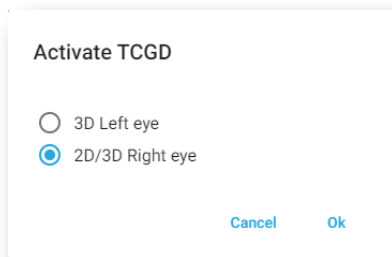 Activate TCGD
3D Left eye
2D/3D Right eye
Cancel Ok